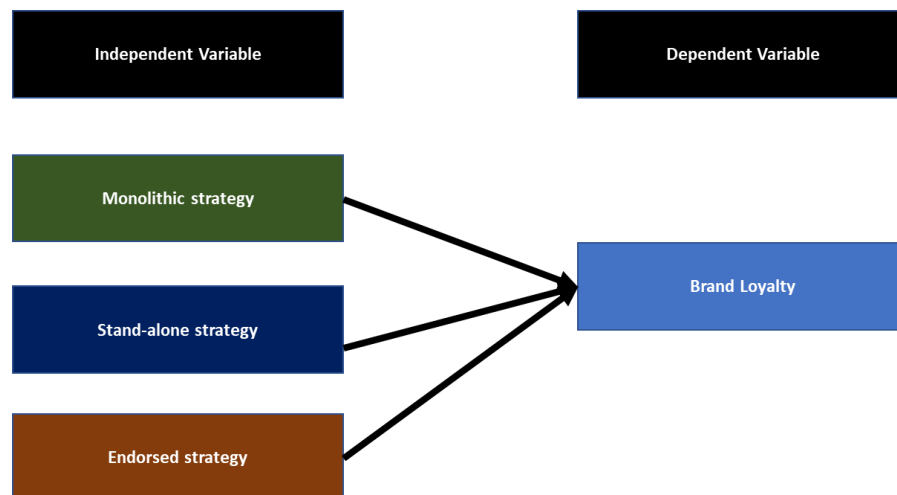 Independent Variable
Dependent Variable
Monolithic strategy
Stand-alone strategy
Brand Loyalty
Endorsed strategy